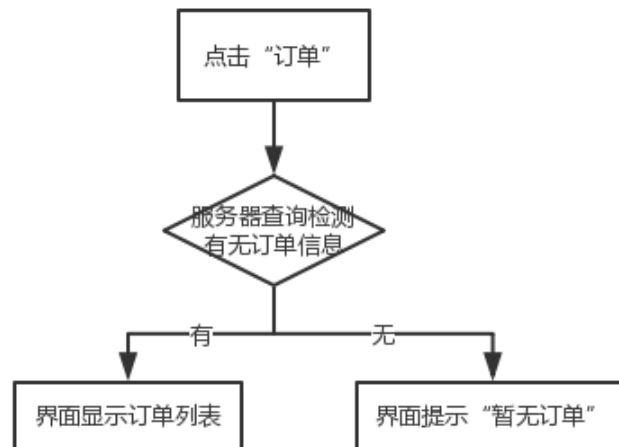 点击“订单”
服务器查询检测
有无订单信息
有
无
界面显示订单列表
界面提示“暂无订单”